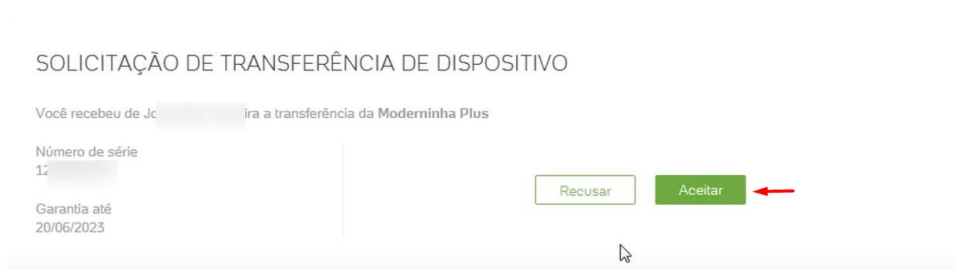 SOLICITAÇÃO DE TRANSFERÊNCIA DE DISPOSITIVO
Você recebeu de Jo ira a transferência da Moderninha Plus
Número de série
12
Garantia até
20/06/2023
Recusar
Aceitar